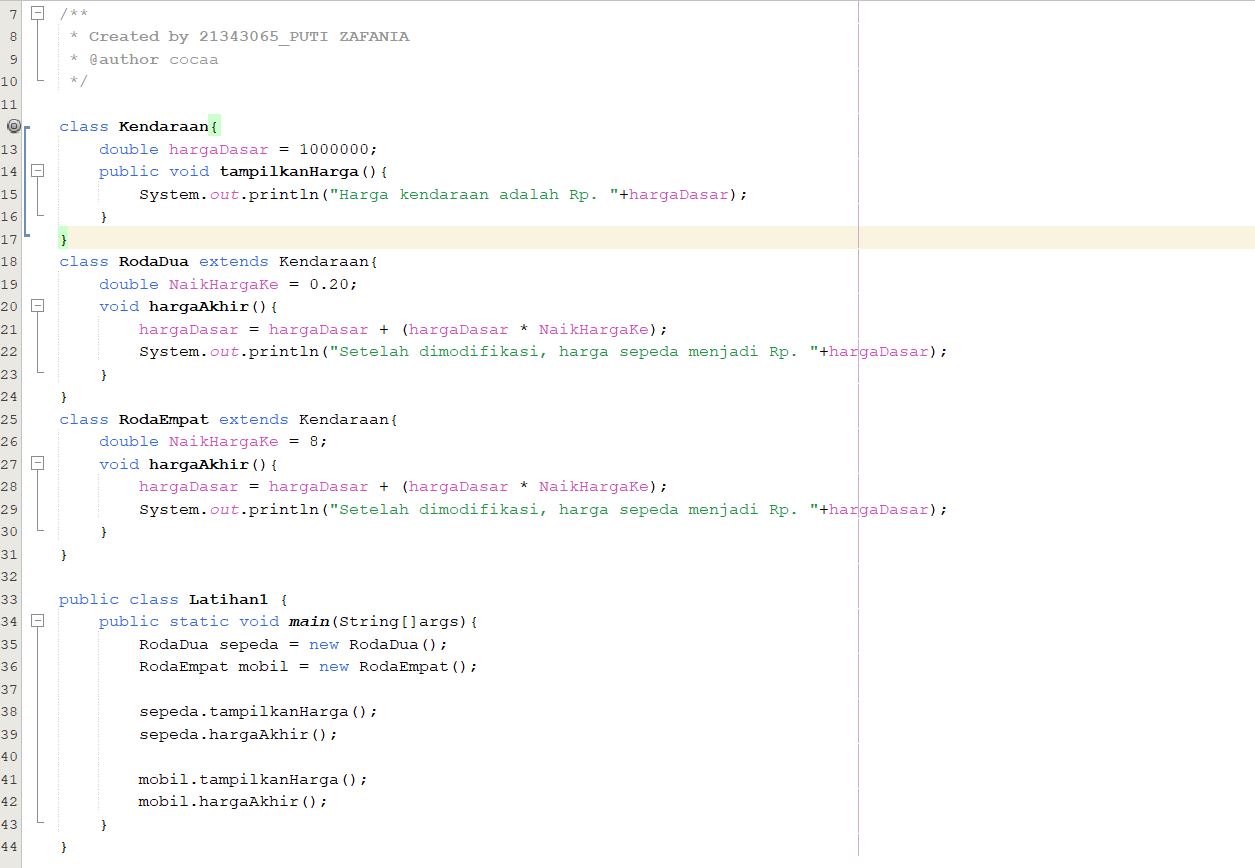 7 /**
8 * Created by 21343065_PUTI ZAFANIA
9 * @author cocaa
10 */
11
class Kendaraan{
13 double hargaDasar = 1000000;
14 public void tampilkanHarga(){
15 System.out.println("Harga kendaraan adalah Rp. "+hargaDasar);
16 }
17 }
18 class RodaDua extends Kendaraan{
19 double NaikHargaKe = 0.20;
20 void hargaAkhir(){
21 hargaDasar = hargaDasar + (hargaDasar * NaikHargaKe);
22 System.out.println("Setelah dimodifikasi, harga sepeda menjadi Rp. "+hargaDasar);
23 }
24 }
25 class RodaEmpat extends Kendaraan{
26 double NaikHargaKe = 8;
27 void hargaAkhir(){
28 hargaDasar = hargaDasar + (hargaDasar * NaikHargaKe);
29 System.out.println("Setelah dimodifikasi, harga sepeda menjadi Rp. "+hargaDasar);
30 }
31 }
32
33 public class Latihan1 {
34 public static void main(String[]args){
35 RodaDua sepeda = new RodaDua();
36 RodaEmpat mobil = new RodaEmpat();
37
38 sepeda.tampilkanHarga();
39 sepeda.hargaAkhir();
40
41 mobil.tampilkanHarga();
42 mobil.hargaAkhir();
43 }
44 }